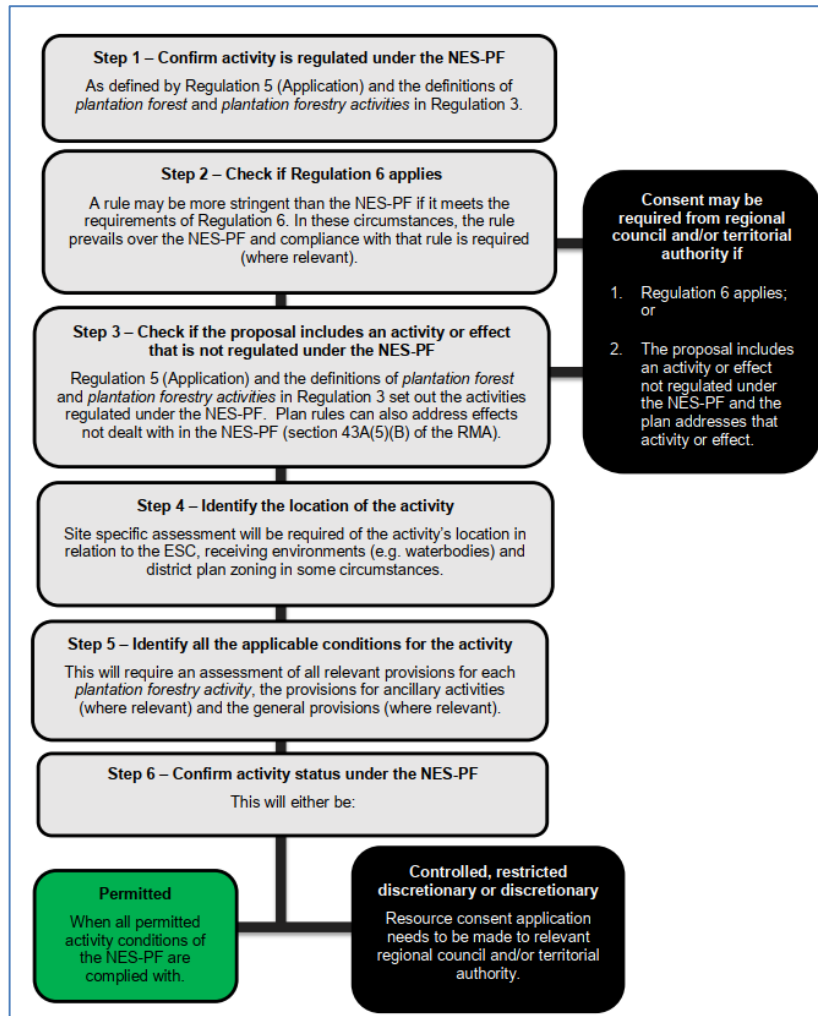 Step 1 – Confirm activity is regulated under the NES-PF
As defined by Regulation 5 (Application) and the definitions of
plantation forest and plantation forestry activities in Regulation 3.
Step 2 – Check if Regulation 6 applies
A rule may be more stringent than the NES-PF if it meets the
requirements of Regulation 6. In these circumstances, the rule
prevails over the NES-PF and compliance with that rule is required
(where relevant).
Consent may be
required from regional
council and/or territorial
authority if
1. Regulation 6 applies;
or
2. The proposal includes
an activity or effect
not regulated under
the NES-PF and the
plan addresses that
activity or effect.
Step 3 – Check if the proposal includes an activity or effect
that is not regulated under the NES-PF
Regulation 5 (Application) and the definitions of plantation forest
and plantation forestry activities in Regulation 3 set out the activities
regulated under the NES-PF. Plan rules can also address effects
not dealt with in the NES-PF (section 43A(5)(B) of the RMA).
Step 4 – Identify the location of the activity
Site specific assessment will be required of the activity's location in
relation to the ESC, receiving environments (e.g. waterbodies) and
district plan zoning in some circumstances.
Step 5 – Identify all the applicable conditions for the activity
This will require an assessment of all relevant provisions for each
plantation forestry activity, the provisions for ancillary activities
(where relevant) and the general provisions (where relevant).
Step 6 – Confirm activity status under the NES-PF
This will either be:
Permitted
When all permitted
activity conditions of
the NES-PF are
complied with.
Controlled, restricted
discretionary or discretionary
Resource consent application
needs to be made to relevant
regional council and/or territorial
authority.